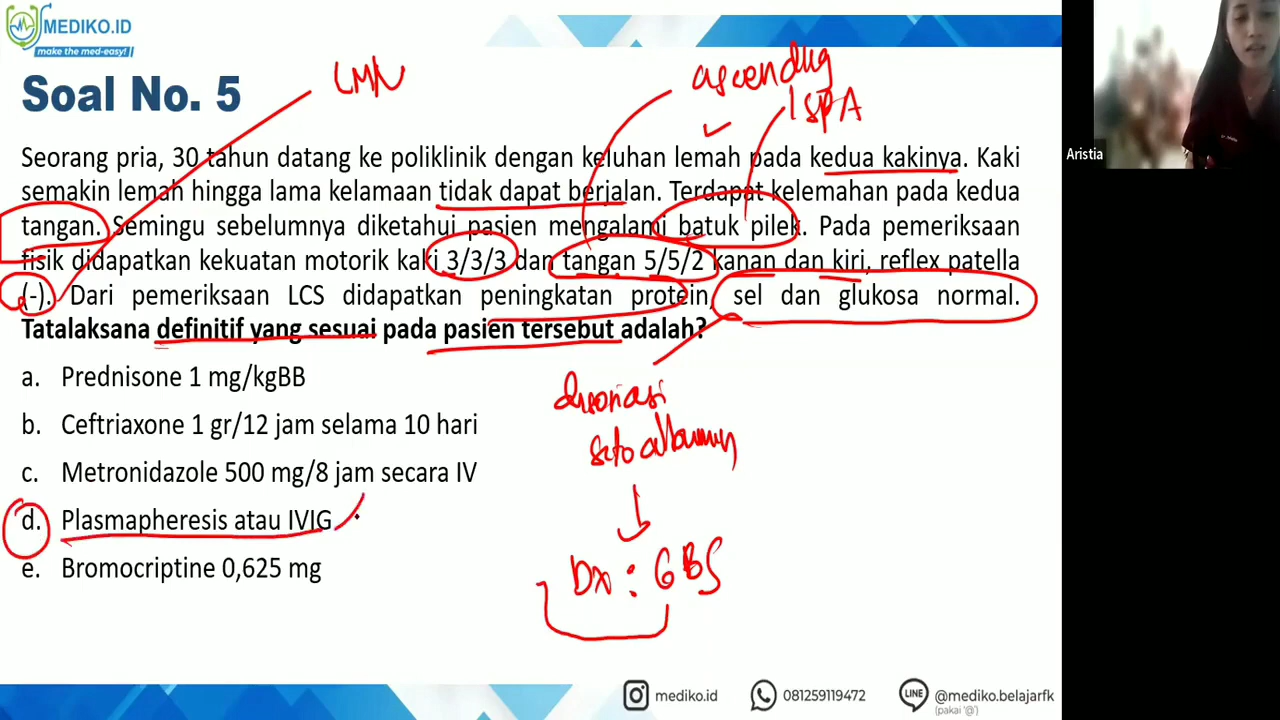 MEDIKO.ID
make the med-easy!
Soal No. 5
LMN
ascending
ISPA
Aristia
Seorang pria, 30 tahun datang ke poliklinik dengan keluhan lemah pada kedua kakinya. Kaki
semakin lemah hingga lama kelamaan tidak dapat berjalan. Terdapat kelemahan pada kedua
tangan. Semingu sebelumnya diketahui pasien mengalami batuk pilek. Pada pemeriksaan
fisik didapatkan kekuatan motorik kaki 3/3/3 dan tangan 5/5/2 kanan dan kiri, reflex patella
(-). Dari pemeriksaan LCS didapatkan peningkatan protein, sel dan glukosa normal.
Tatalaksana definitif yang sesuai pada pasien tersebut adalah?
a. Prednisone 1 mg/kgBB
b. Ceftriaxone 1 gr/12 jam selama 10 hari
c. Metronidazole 500 mg/8 jam secara IV
d. Plasmapheresis atau IVIG
e. Bromocriptine 0,625 mg
disosiasi
sitoalbumin
Dx : GBS
mediko.id
081259119472
LINE
@mediko.belajarfk
(pakai '@')